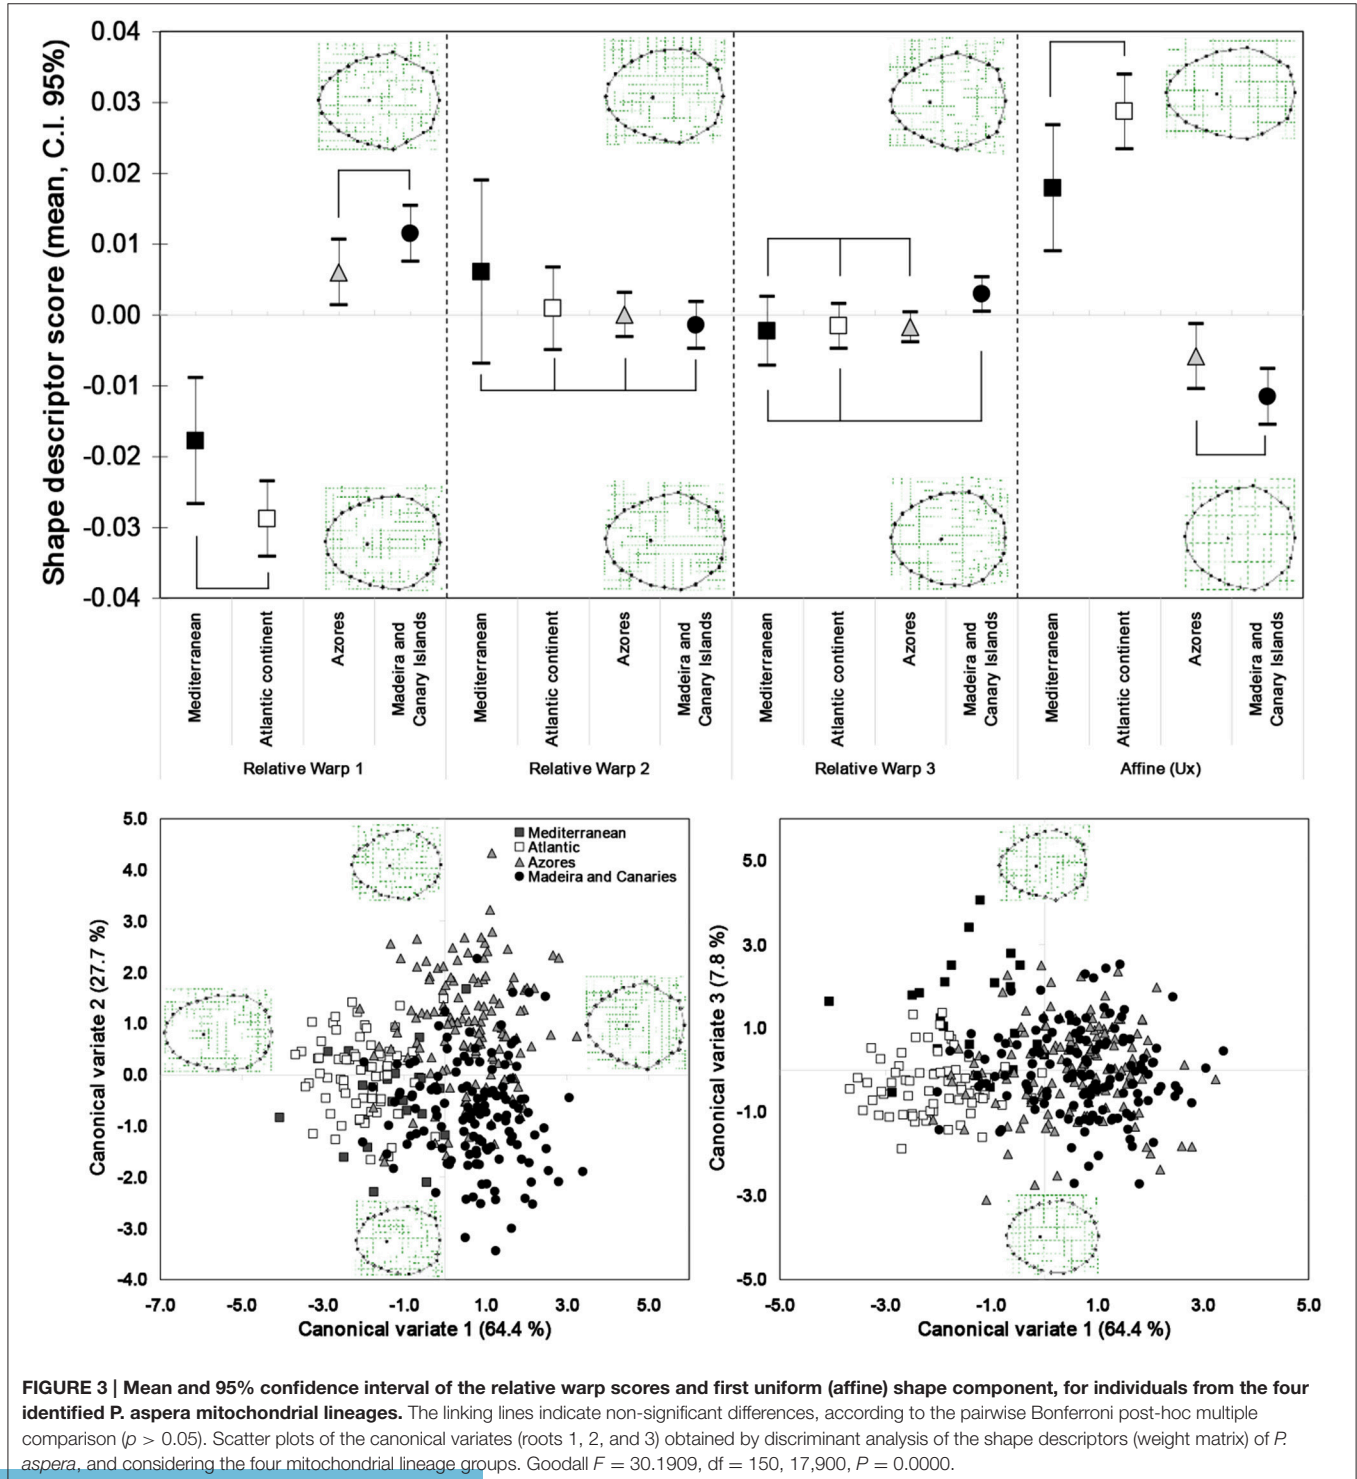 Shape descriptor score (mean, C.I. 95%)
0.04
0.03
0.02
0.01
0.00
-0.01
-0.02
-0.03
-0.04
Mediterranean
Atlantic continent
Azores
Madeira and
Canary Islands
Mediterranean
Atlantic continent
Azores
Madeira and
Canary Islands
Mediterranean
Atlantic continent
Azores
Madeira and
Canary Islands
Mediterranean
Atlantic continent
Azores
Madeira and
Canary Islands
Relative Warp 1
Relative Warp 2
Relative Warp 3
Affine (Ux)
Canonical variate 2 (27.7 %)
5.0
4.0
3.0
2.0
1.0
0.0
-1.0
-2.0
-3.0
-4.0
Mediterranean
Atlantic
Azores
Madeira and Canaries
-7.0 -5.0 -3.0 -1.0 1.0 3.0 5.0
Canonical variate 1 (64.4 %)
Canonical variate 3 (7.8 %)
5.0
3.0
1.0
-1.0
-3.0
-5.0
-5.0 -3.0 -1.0 1.0 3.0 5.0
Canonical variate 1 (64.4 %)
FIGURE 3 | Mean and 95% confidence interval of the relative warp scores and first uniform (affine) shape component, for individuals from the four
identified P. aspera mitochondrial lineages. The linking lines indicate non-significant differences, according to the pairwise Bonferroni post-hoc multiple
comparison (p > 0.05). Scatter plots of the canonical variates (roots 1, 2, and 3) obtained by discriminant analysis of the shape descriptors (weight matrix) of P.
aspera, and considering the four mitochondrial lineage groups. Goodall F = 30.1909, df = 150, 17,900, P = 0.0000.